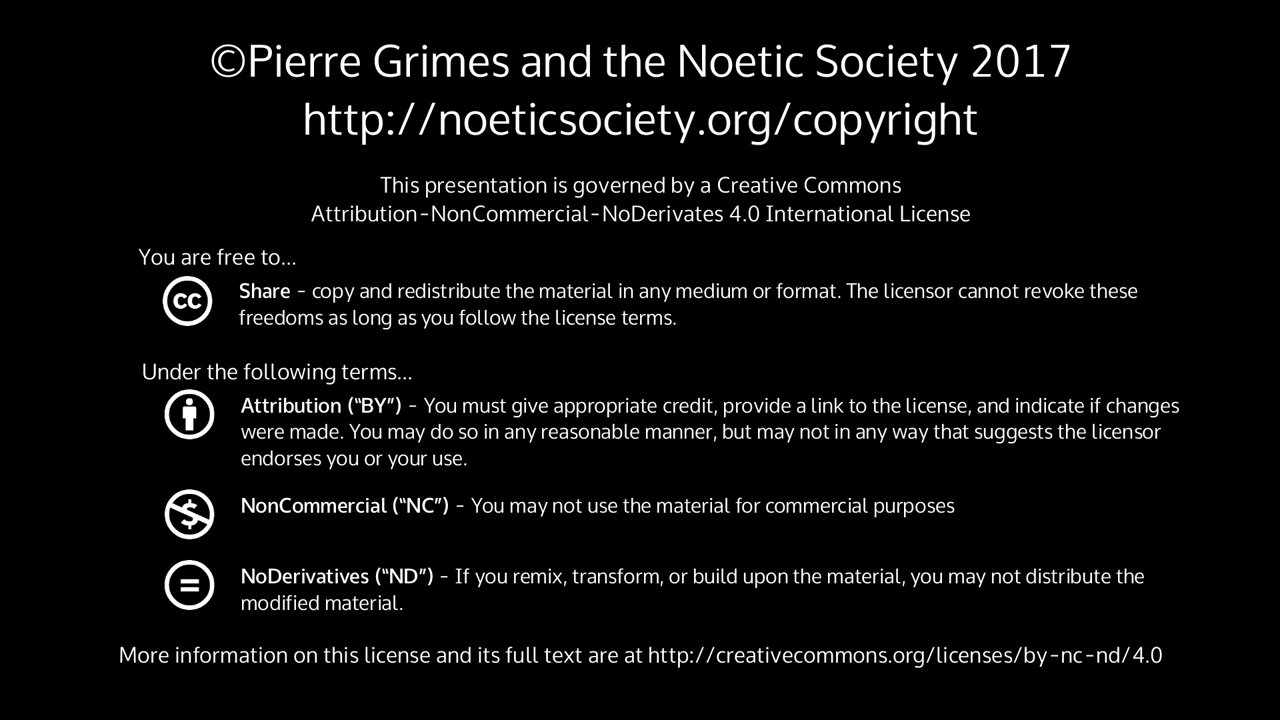 ©Pierre Grimes and the Noetic Society 2017
http://noeticsociety.org/copyright
This presentation is governed by a Creative Commons
Attribution-NonCommercial-NoDerivates 4.0 International License
You are free to...
cc
Share - copy and redistribute the material in any medium or format. The licensor cannot revoke these
freedoms as long as you follow the license terms.
Under the following terms...
Attribution (“BY”) - You must give appropriate credit, provide a link to the license, and indicate if changes
were made. You may do so in any reasonable manner, but may not in any way that suggests the licensor
endorses you or your use.
$
NonCommercial (“NC”) - You may not use the material for commercial purposes
=
NoDerivatives (“ND”) - If you remix, transform, or build upon the material, you may not distribute the
modified material.
More information on this license and its full text are at http://creativecommons.org/licenses/by-nc-nd/4.0